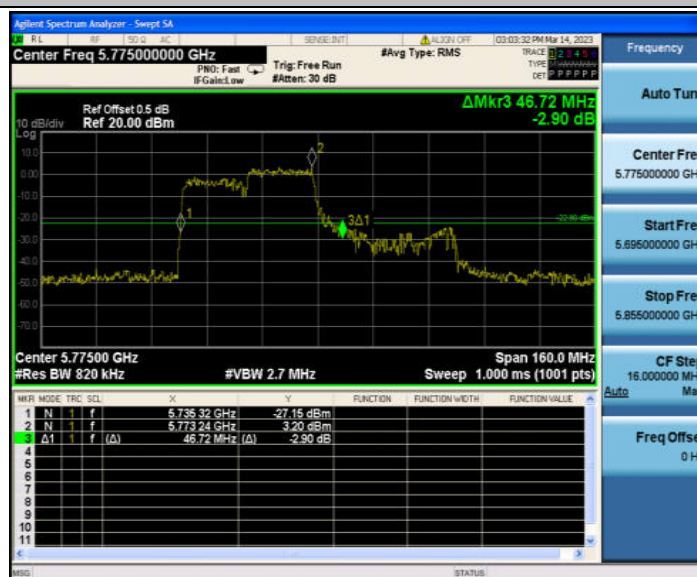 Agilent Spectrum Analyzer - Swept SA
RL RF 50 Ω AC SENSE:INT ALIGN OFF 03:03:32 PM Mar 14, 2023
Center Freq 5.775000000 GHz
#Avg Type: RMS
TRACE 1 2 3 4 5 6
PNO: Fast
Trig: Free Run
TYPE
IFGain:Low
#Atten: 30 dB
DET P P P P P P
ΔMkr3 46.72 MHz
-2.90 dB
Ref Offset 0.5 dB
10 dB/div Ref 20.00 dBm
Log
10.0
0.00
-10.0
-20.0
-30.0
-40.0
-50.0
-60.0
-70.0
1
2
3Δ1
-22.80 dBm
Center 5.77500 GHz Span 160.0 MHz
#Res BW 820 kHz #VBW 2.7 MHz Sweep 1.000 ms (1001 pts)
MKR MODE TRC SCL X Y FUNCTION FUNCTION WIDTH FUNCTION VALUE
1 N 1 f 5.735 32 GHz -27.15 dBm
2 N 1 f 5.773 24 GHz 3.20 dBm
3 Δ1 1 f (Δ) 46.72 MHz (Δ) -2.90 dB
4
5
6
7
8
9
10
11
MSG STATUS
Frequency
Auto Tun
Center Fre
5.775000000 GH
Start Fre
5.695000000 GH
Stop Fre
5.855000000 GH
CF Ste
16.000000 MH
Auto Ma
Freq Offse
0 H